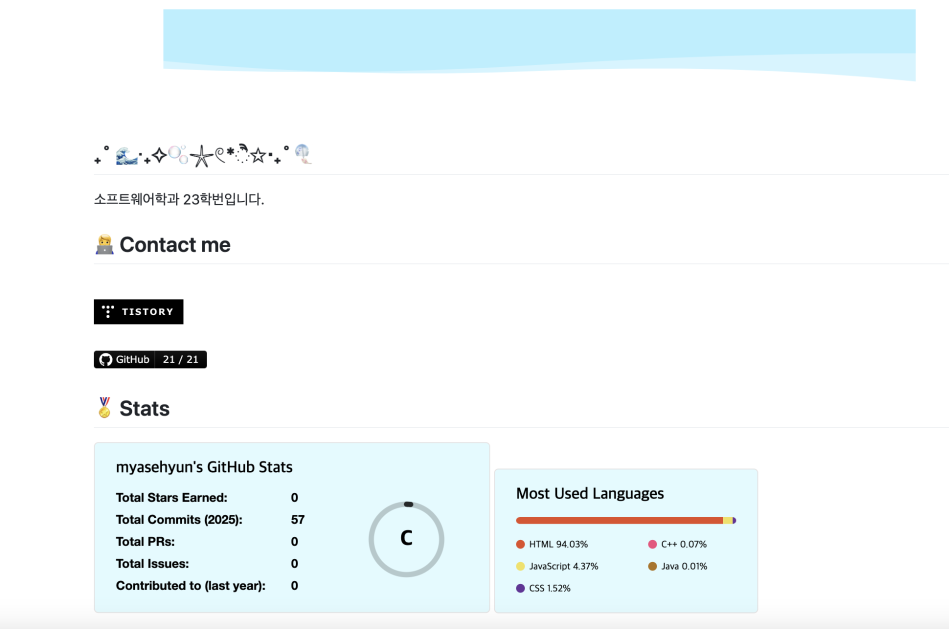 ₊˚🌊‧₊✧🫧𓇼𓏲*ੈ✩‧₊˚🎐
소프트웨어학과 23학번입니다.
👩‍💻 Contact me
TISTORY
GitHub 21 / 21
🏅 Stats
myasehyun's GitHub Stats
Total Stars Earned: 0
Total Commits (2025): 57
Total PRs: 0
Total Issues: 0
Contributed to (last year): 0
C
Most Used Languages
HTML 94.03%
C++ 0.07%
JavaScript 4.37%
Java 0.01%
CSS 1.52%